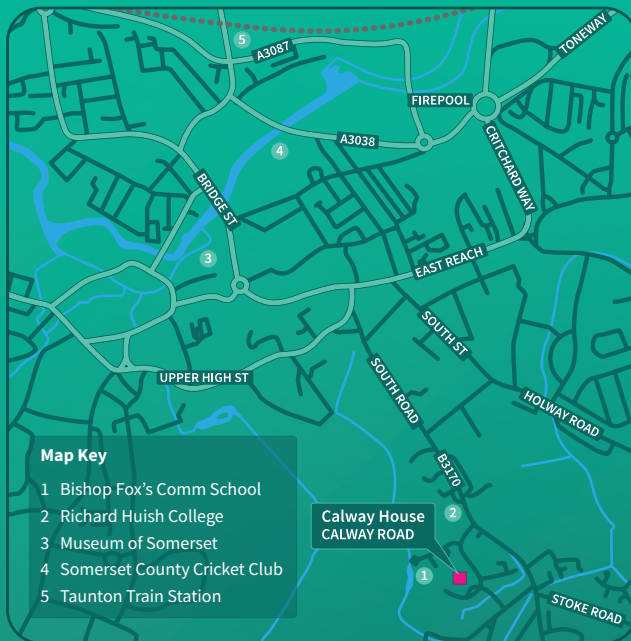 5
A3087
TONEWAY
FIREPOOL
A3038
4
CRITCHARD WAY
BRIDGE ST
3
EAST REACH
SOUTH ST
UPPER HIGH ST
SOUTH ROAD
HOLWAY ROAD
B3170
2
Map Key
1 Bishop Fox's Comm School
2 Richard Huish College
3 Museum of Somerset
4 Somerset County Cricket Club
5 Taunton Train Station
Calway House
CALWAY ROAD
1
STOKE ROAD